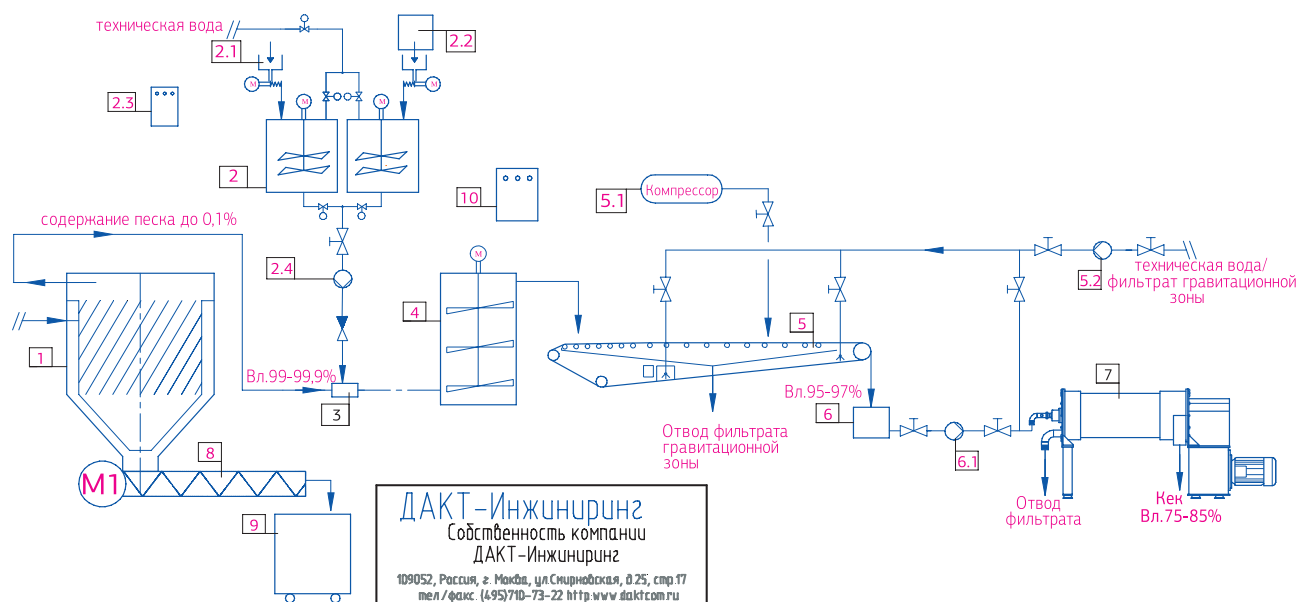 техническая вода
2.1
2.2
М
М
2.3
М
М
2
10
5.1
Компрессор
содержание песка до 0,1%
М
2.4
5.2
техническая вода/
фильтрат гравитационной
зоны
4
5
1
Вл.99-99,9%
3
Вл.95-97%
6
7
Отвод фильтрата
гравитационной
зоны
6.1
8
М1
Отвод
фильтрата
Кек
Вл.75-85%
9
ДАКТ-Инжиниринг
Собственность компании
ДАКТ-Инжиниринг
109052, Россия, г. Моква, ул.Смирновская, д.25, стр.17
тел./факс. (495)710-73-22 http:www.daktcom.ru